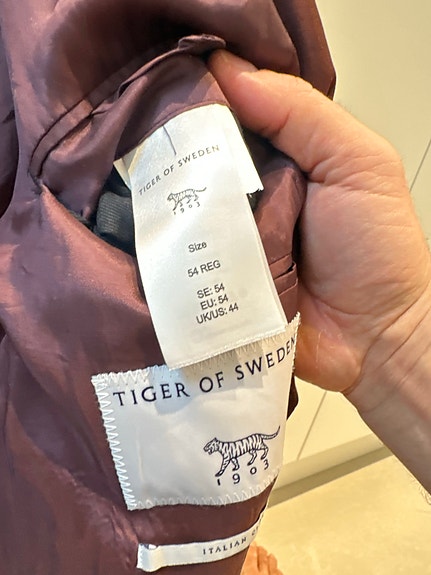 TIGER OF SWEDEN
1903
Size
54 REG
SE: 54
EU: 54
UK/US: 44
TIGER OF SWEDEN
1903
ITALIAN